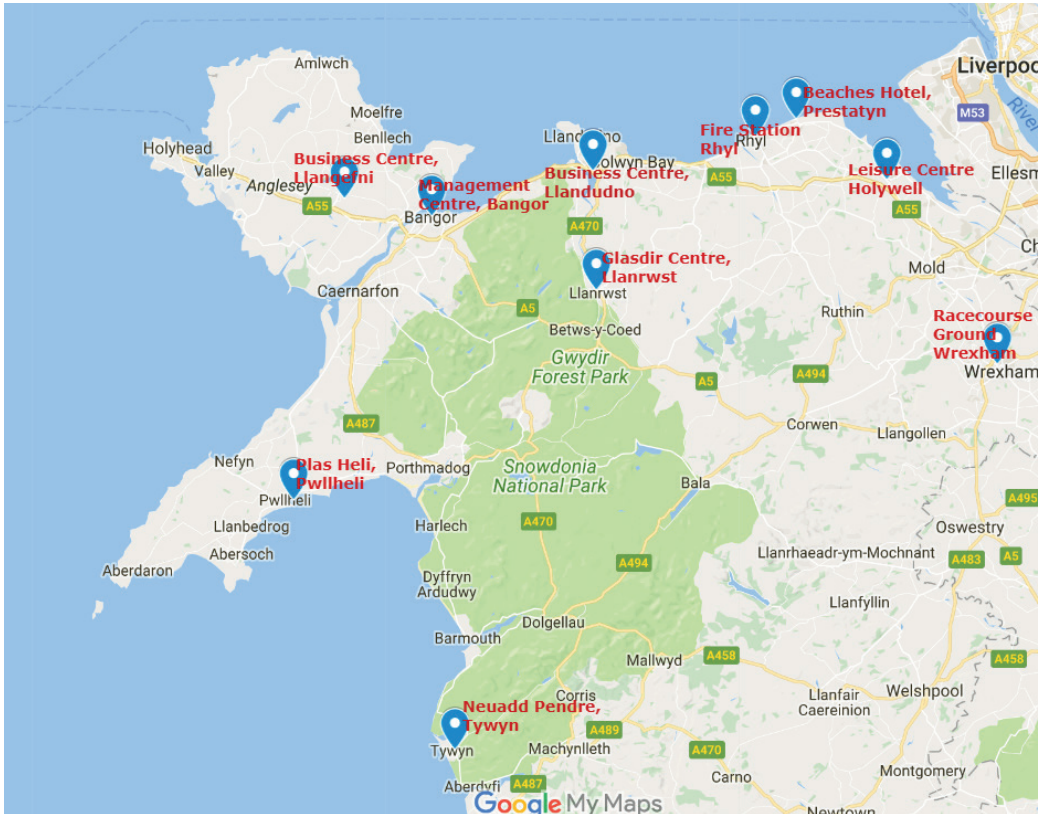 Liverpoo
Amlwch
M53
River
Beaches Hotel,
Prestatyn
Moelfre
Benllech
Holyhead
Valley
Business Centre,
Llangefni
Anglesey
A55
Management
Centre, Bangor
Bangor
Llandudno
Colwyn Bay
Business Centre,
Llandudno
A55
Fire Station
Rhyl
Rhyl
Leisure Centre
Holywell
A55
Ellesm
Ch
A470
Glasdir Centre,
Llanrwst
Llanrwst
Mold
Caernarfon
A5
Betws-y-Coed
Ruthin
Racecourse
Ground
Wrexham
Wrexham
Gwydir
Forest Park
A5
A494
A487
Corwen
Llangollen
Nefyn
Plas Heli,
Pwllheli
Pwllheli
Porthmadog
Snowdonia
National Park
Bala
A495
Llanbedrog
Harlech
A470
Oswestry
Abersoch
Aberdaron
A494
Llanrhaeadr-ym-Mochnant
A483
A5
Dyffryn
Ardudwy
Llanfyllin
Dolgellau
Barmouth
Mallwyd
A458
A458
Corris
Llanfair
Caereinion
Welshpool
Neuadd Pendre,
Tywyn
Tywyn
A489
Machynlleth
A470
Montgomery
Aberdyfi
A487
Carno
Google My Maps
Newtown